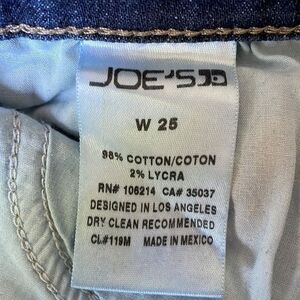 JOE'S
W 25
98% COTTON/COTON
2% LYCRA
RN# 106214 CA# 35037
DESIGNED IN LOS ANGELES
DRY CLEAN RECOMMENDED
CL#119M MADE IN MEXICO